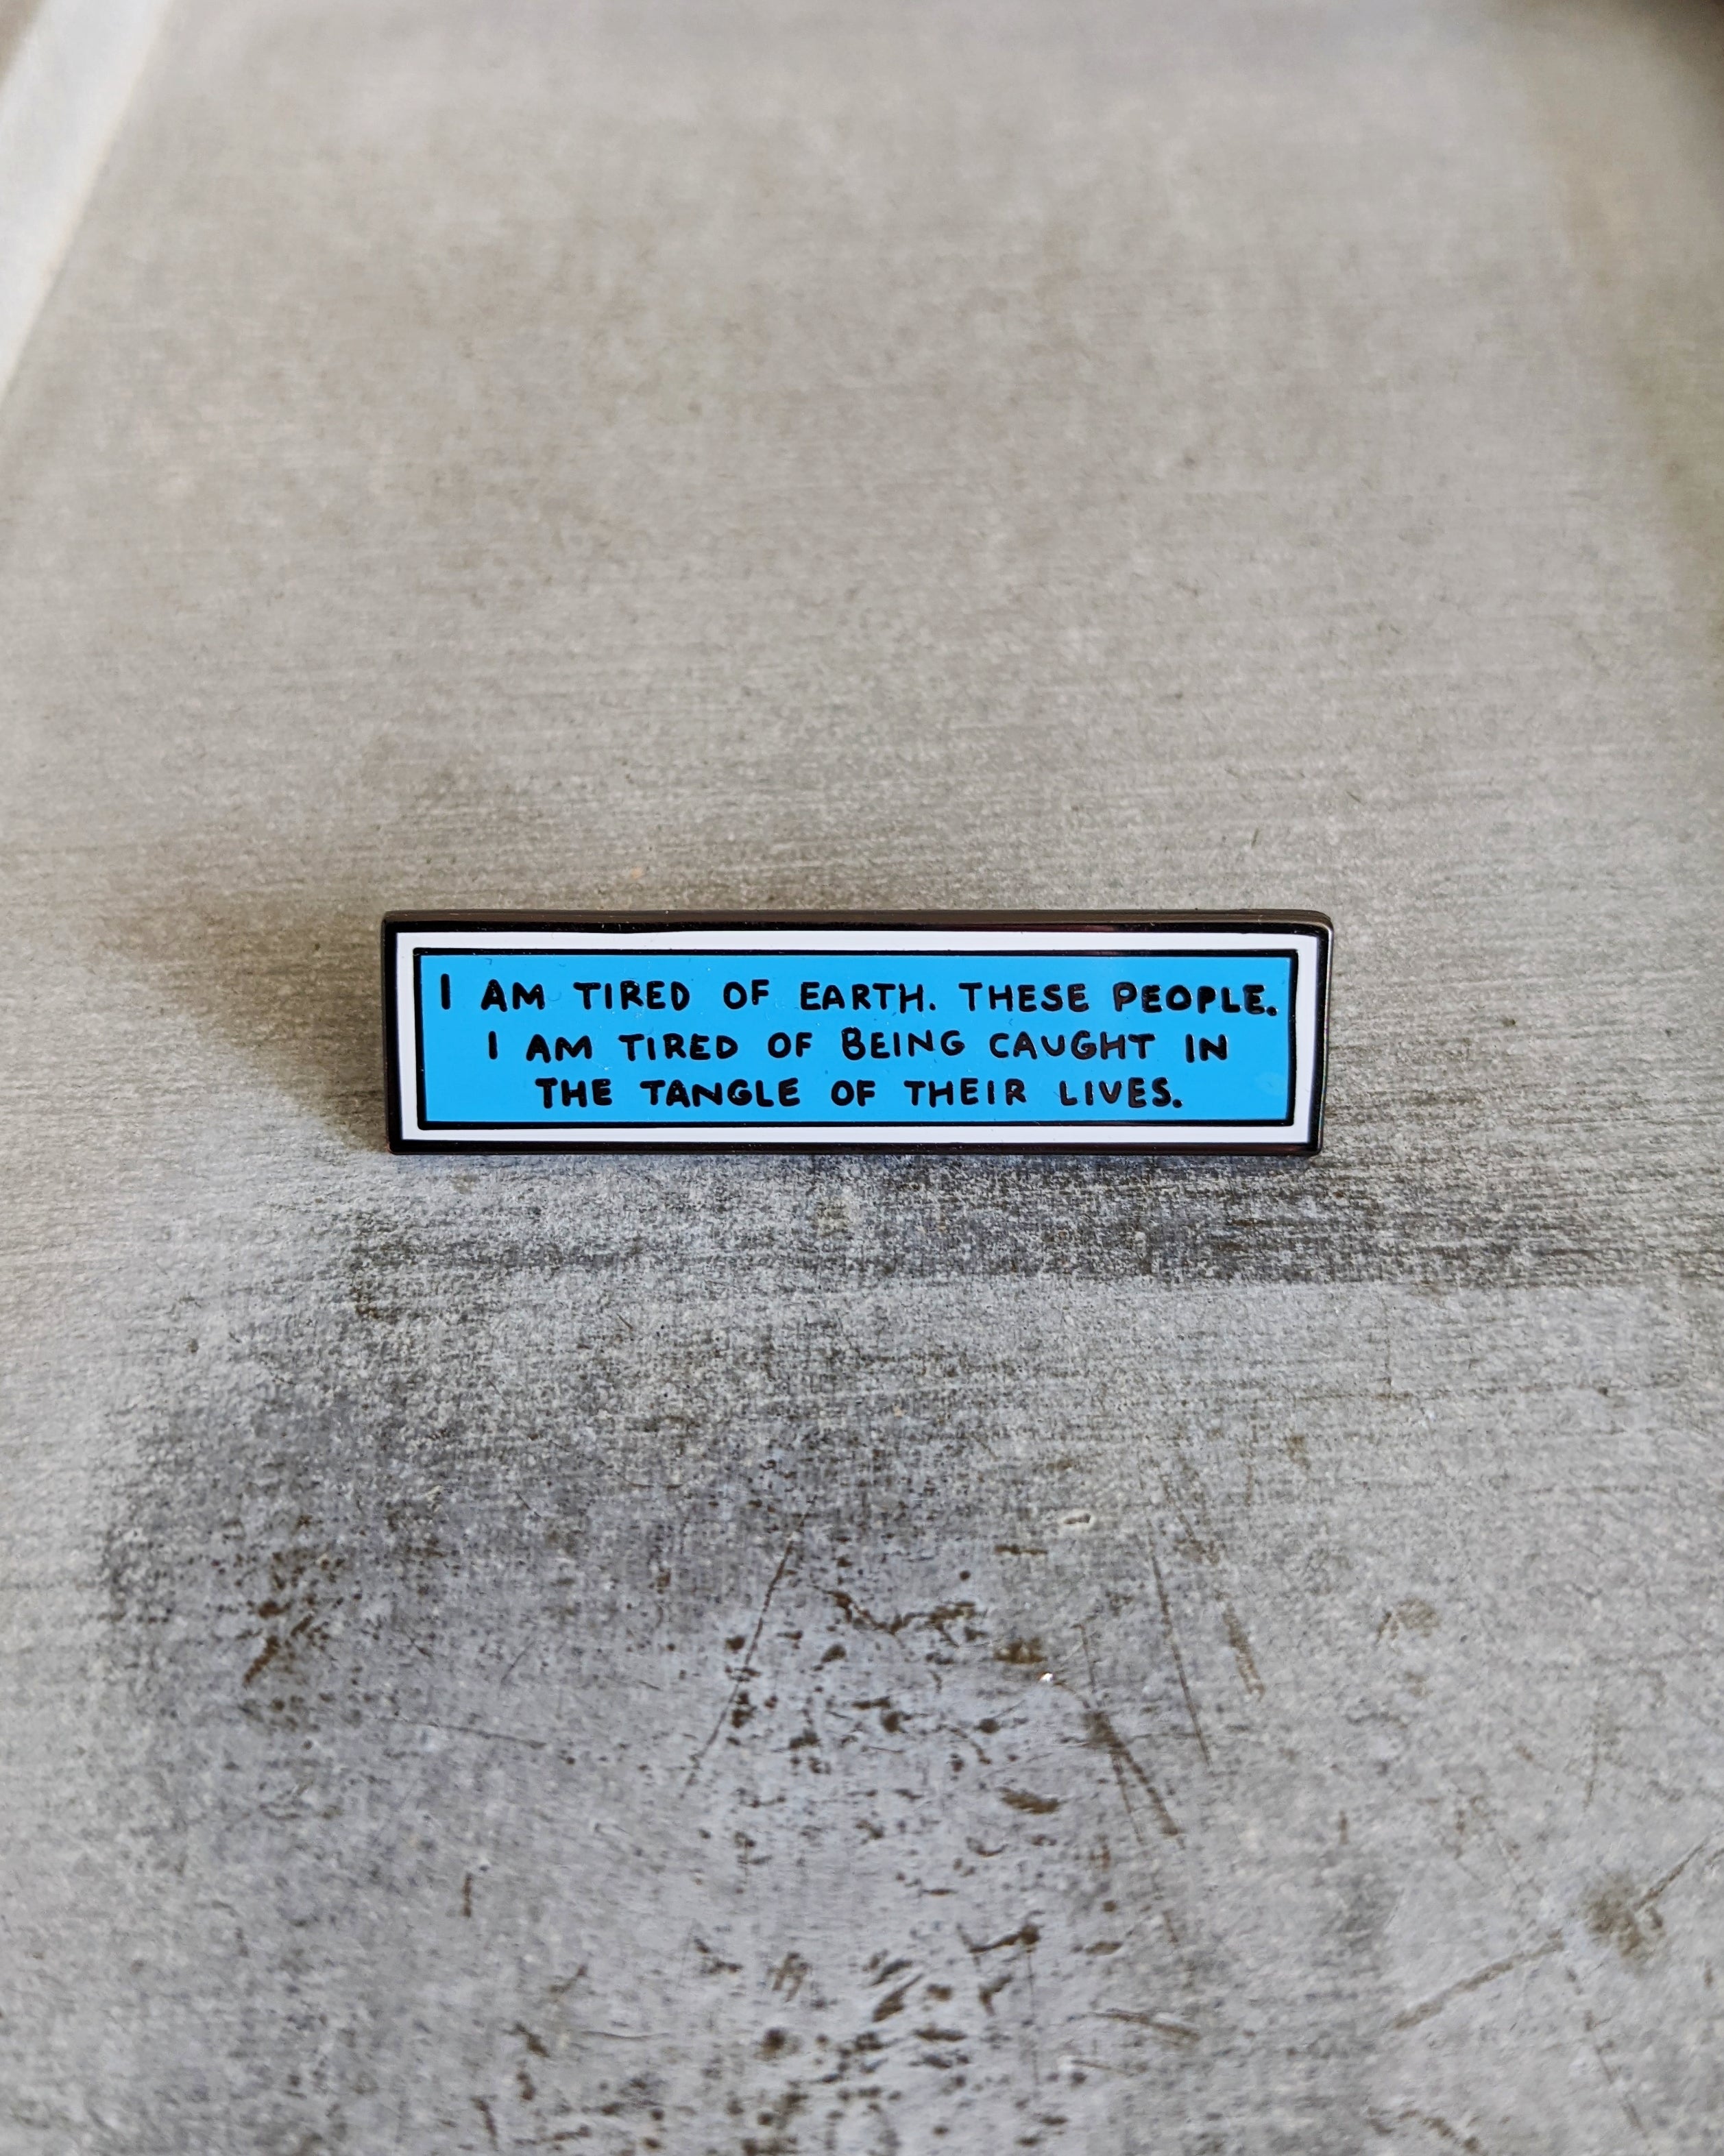 I AM TIRED OF EARTH. THESE PEOPLE.
I AM TIRED OF BEING CAUGHT IN
THE TANGLE OF THEIR LIVES.